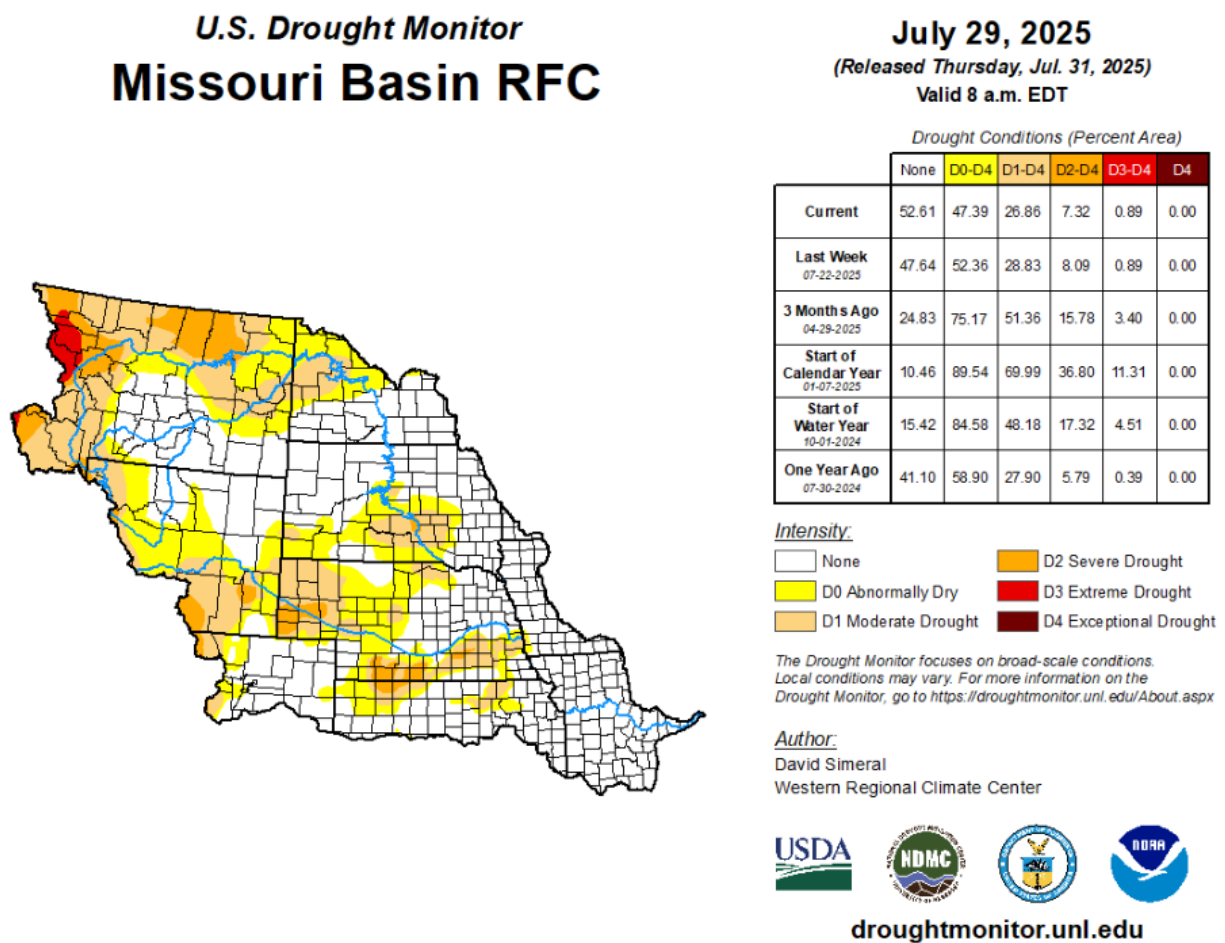 U.S. Drought Monitor
Missouri Basin RFC
July 29, 2025
(Released Thursday, Jul. 31, 2025)
Valid 8 a.m. EDT
Drought Conditions (Percent Area)
None D0-D4 D1-D4 D2-D4 D3-D4 D4
Current 52.61 47.39 26.86 7.32 0.89 0.00
Last Week
07-22-2025 47.64 52.36 28.83 8.09 0.89 0.00
3 Months Ago
04-29-2025 24.83 75.17 51.36 15.78 3.40 0.00
Start of
Calendar Year
01-07-2025 10.46 89.54 69.99 36.80 11.31 0.00
Start of
Water Year
10-01-2024 15.42 84.58 48.18 17.32 4.51 0.00
One Year Ago
07-30-2024 41.10 58.90 27.90 5.79 0.39 0.00
Intensity:
None
D0 Abnormally Dry
D1 Moderate Drought
D2 Severe Drought
D3 Extreme Drought
D4 Exceptional Drought
The Drought Monitor focuses on broad-scale conditions.
Local conditions may vary. For more information on the
Drought Monitor, go to https://droughtmonitor.unl.edu/About.aspx
Author:
David Simeral
Western Regional Climate Center
USDA
NDMC
NOAA
droughtmonitor.unl.edu